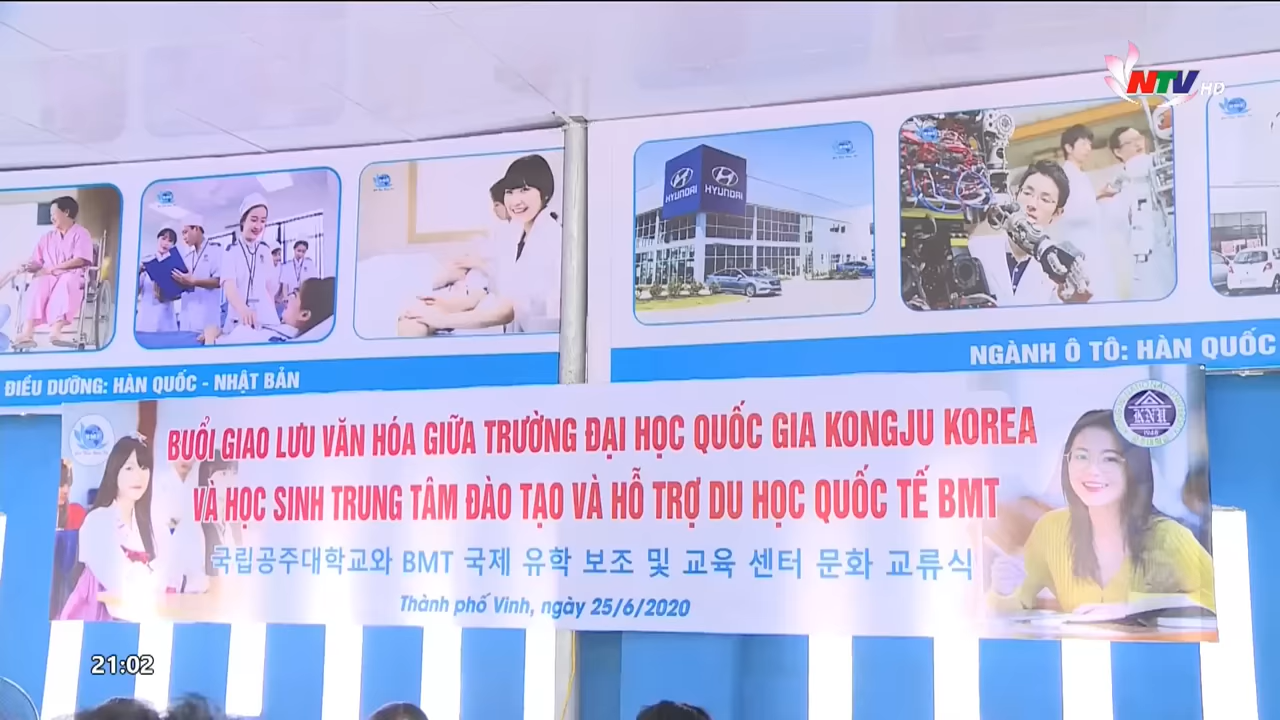 NTV HD
HYUNDAI HYUNDAI
NGÀNH Ô TÔ: HÀN QUỐC
ĐIỀU DƯỠNG: HÀN QUỐC - NHẬT BẢN
BUỔI GIAO LƯU VĂN HÓA GIỮA TRƯỜNG ĐẠI HỌC QUỐC GIA KONGJU KOREA
VÀ HỌC SINH TRUNG TÂM ĐÀO TẠO VÀ HỖ TRỢ DU HỌC QUỐC TẾ BMT
국립공주대학교와 BMT 국제 유학 보조 및 교육 센터 문화 교류식
Thành phố Vinh, ngày 25/6/2020
BMT
KNU
1948
21:02